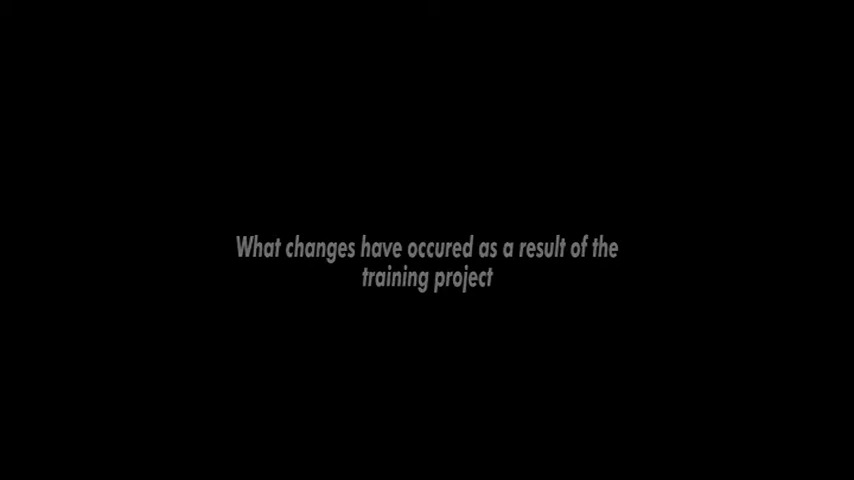 What changes have occured as a result of the
training project